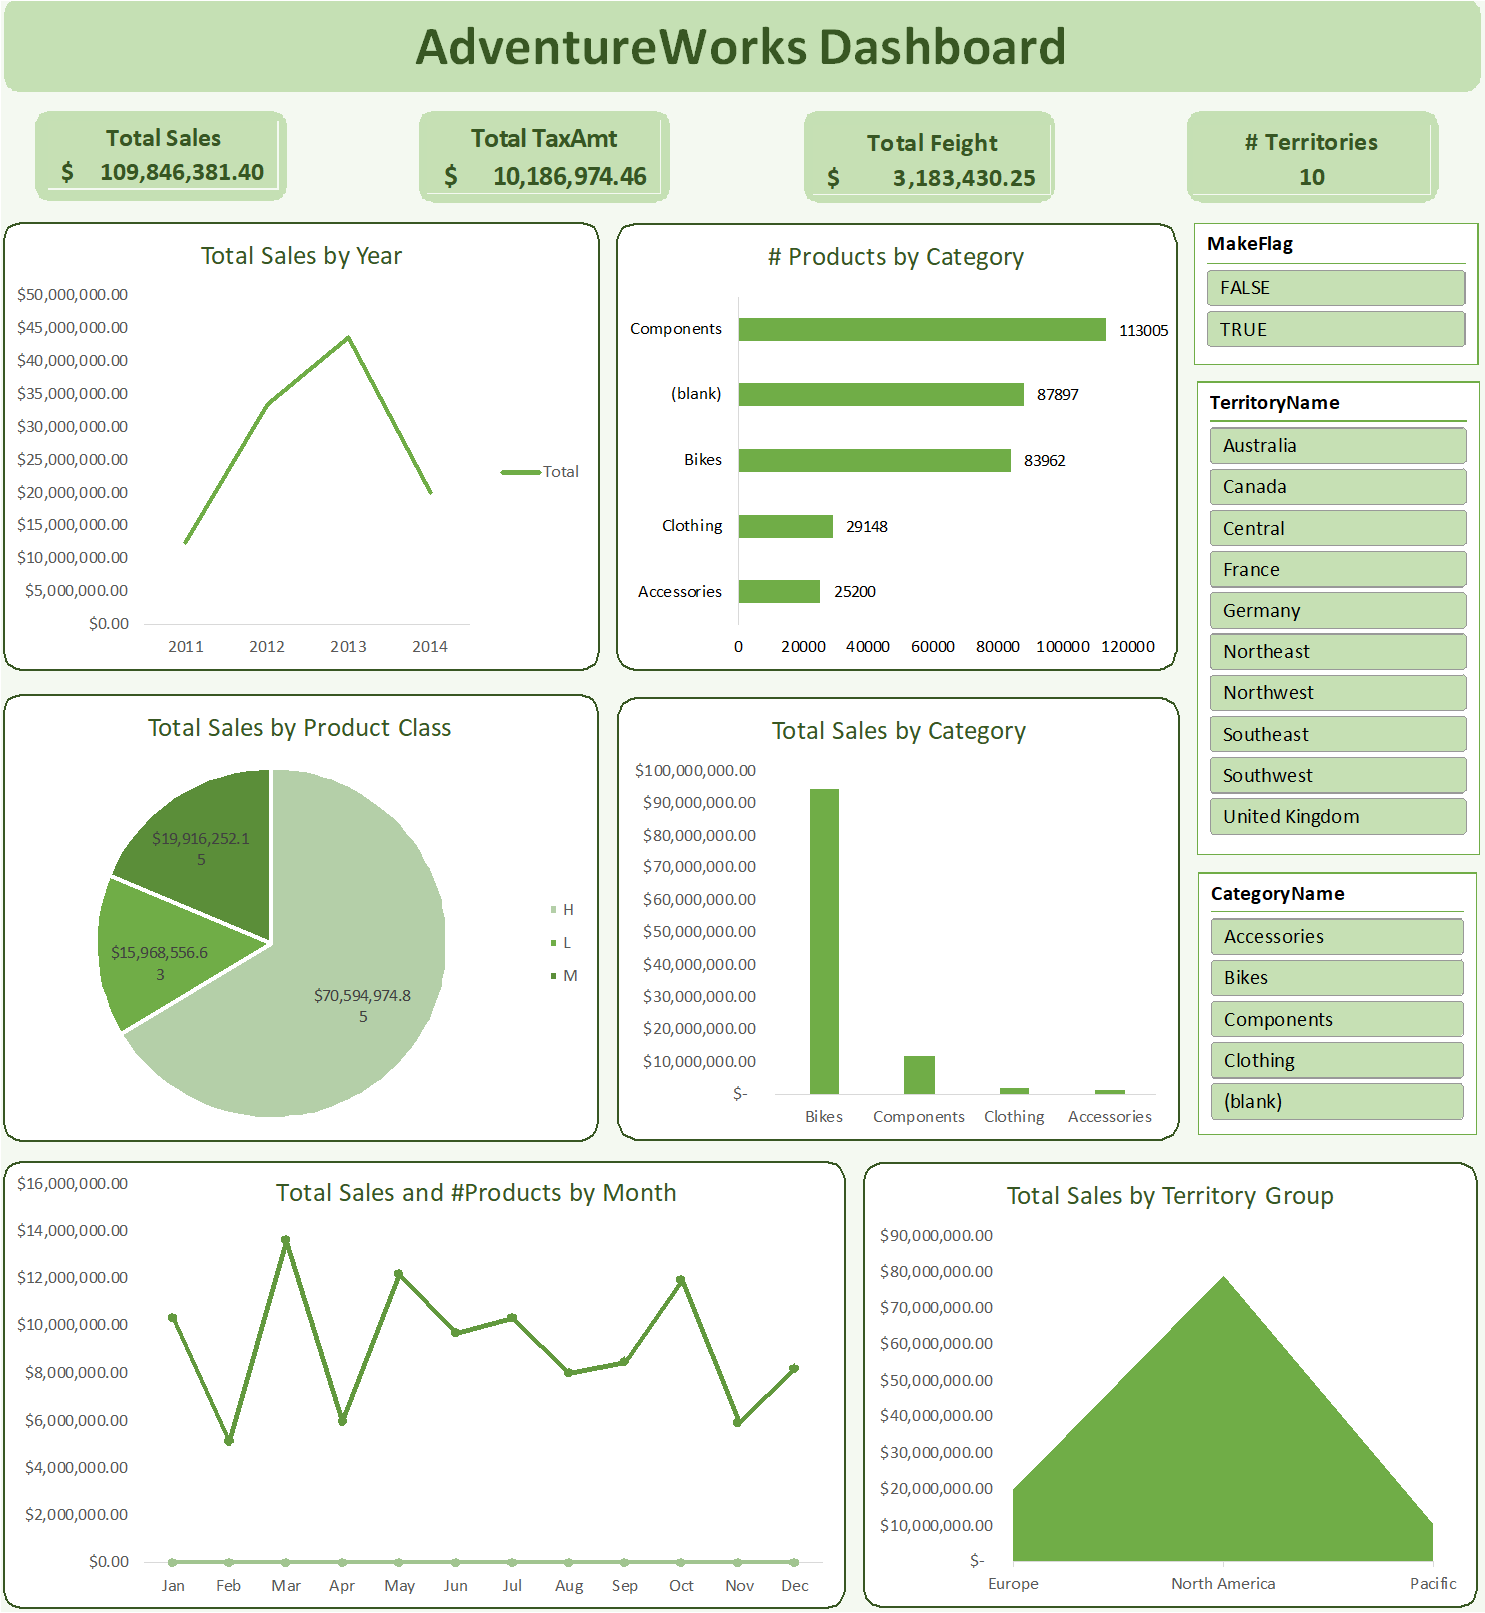 AdventureWorks Dashboard
Total Sales
$ 109,846,381.40
Total TaxAmt
$ 10,186,974.46
Total Feight
$ 3,183,430.25
# Territories
10
Total Sales by Year
$50,000,000.00
$45,000,000.00
$40,000,000.00
$35,000,000.00
$30,000,000.00
$25,000,000.00
$20,000,000.00
$15,000,000.00
$10,000,000.00
$5,000,000.00
$0.00
2011 2012 2013 2014
Total
# Products by Category
Components 113005
(blank) 87897
Bikes 83962
Clothing 29148
Accessories 25200
0 20000 40000 60000 80000 100000 120000
MakeFlag
FALSE
TRUE
TerritoryName
Australia
Canada
Central
France
Germany
Northeast
Northwest
Southeast
Southwest
United Kingdom
Total Sales by Product Class
$19,916,252.1
5
$15,968,556.6
3
$70,594,974.8
5
H
L
M
Total Sales by Category
$100,000,000.00
$90,000,000.00
$80,000,000.00
$70,000,000.00
$60,000,000.00
$50,000,000.00
$40,000,000.00
$30,000,000.00
$20,000,000.00
$10,000,000.00
$-
Bikes Components Clothing Accessories
CategoryName
Accessories
Bikes
Components
Clothing
(blank)
Total Sales and #Products by Month
$16,000,000.00
$14,000,000.00
$12,000,000.00
$10,000,000.00
$8,000,000.00
$6,000,000.00
$4,000,000.00
$2,000,000.00
$0.00
Jan Feb Mar Apr May Jun Jul Aug Sep Oct Nov Dec
Total Sales by Territory Group
$90,000,000.00
$80,000,000.00
$70,000,000.00
$60,000,000.00
$50,000,000.00
$40,000,000.00
$30,000,000.00
$20,000,000.00
$10,000,000.00
$-
Europe North America Pacific